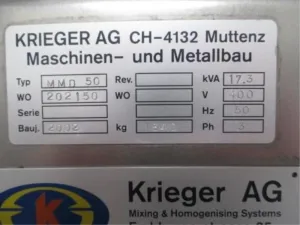 KRIEGER AG CH-4132 Muttenz
Maschinen- und Metallbau
Typ MMD 50 Rev. kVA 17.3
WO 202150 WO V 400
Serie Hz 50
Bauj. 2002 kg Ph 3
K
Krieger AG
Mixing & Homogenising Systems